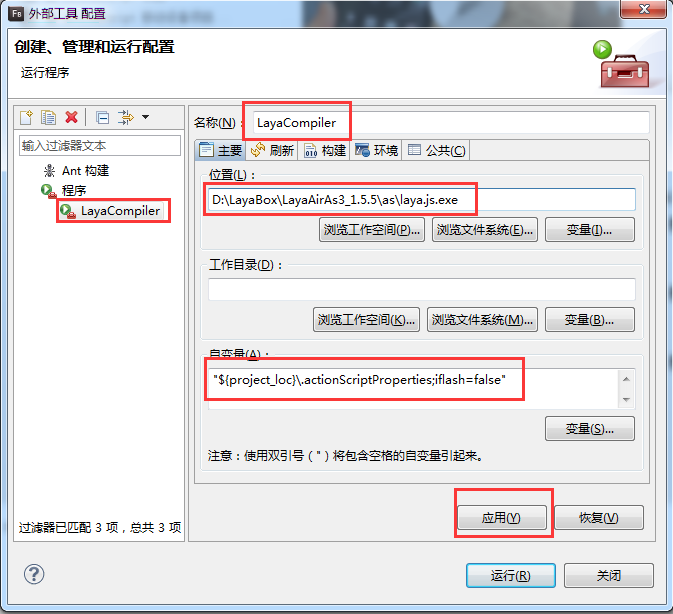 Fb 外部工具 配置
创建、管理和运行配置
运行程序
输入过滤器文本
Ant 构建
程序
LayaCompiler
过滤器已匹配 3 项，总共 3 项
名称(N)： LayaCompiler
主要 刷新 构建 环境 公共(C)
位置(L)：
D:\LayaBox\LayaAirAs3_1.5.5\as\laya.js.exe
浏览工作空间(P)... 浏览文件系统(E)... 变量(I)...
工作目录(D)：
浏览工作空间(K)... 浏览文件系统(M)... 变量(B)...
自变量(A)：
"${project_loc}\.actionScriptProperties;iflash=false"
变量(S)...
注意：使用双引号 (") 将包含空格的自变量引起来。
应用(Y) 恢复(V)
? 运行(R) 关闭